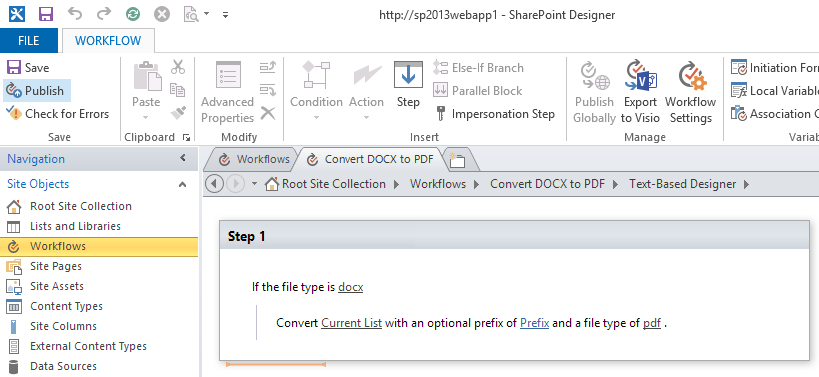 http://sp2013webapp1 - SharePoint Designer
FILE
WORKFLOW
Save
Publish
Check for Errors
Save
Paste
Clipboard
Advanced Properties
Modify
Condition
Action
Step
Else-If Branch
Parallel Block
Impersonation Step
Insert
Publish Globally
Export to Visio
Workflow Settings
Manage
Initiation For
Local Variable
Association C
Variab
Navigation
Workflows
Convert DOCX to PDF
Site Objects
Root Site Collection
Workflows
Convert DOCX to PDF
Text-Based Designer
Root Site Collection
Lists and Libraries
Workflows
Site Pages
Site Assets
Content Types
Site Columns
External Content Types
Data Sources
Step 1
If the file type is docx
Convert Current List with an optional prefix of Prefix and a file type of pdf .